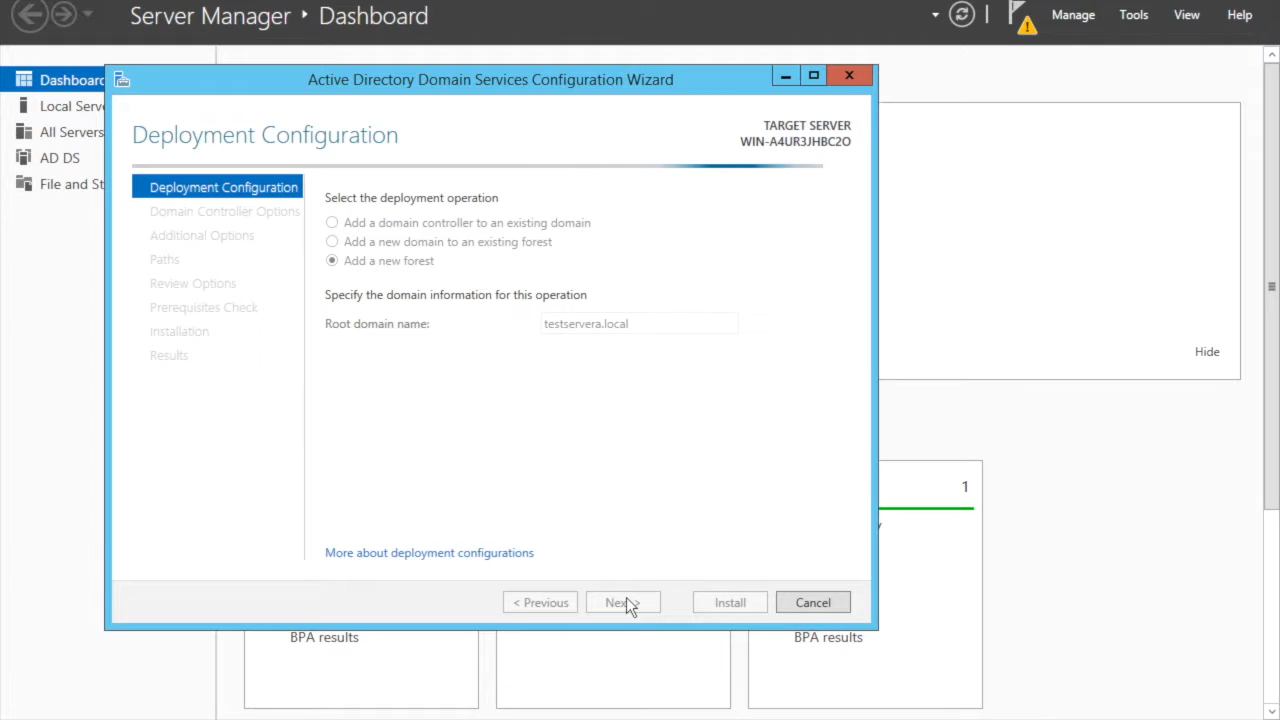 Server Manager ‣ Dashboard
Manage Tools View Help
Dashboard
Local Serve
All Servers
AD DS
File and St
Active Directory Domain Services Configuration Wizard
Deployment Configuration
TARGET SERVER
WIN-A4UR3JHBC2O
Deployment Configuration
Domain Controller Options
Additional Options
Paths
Review Options
Prerequisites Check
Installation
Results
Select the deployment operation
Add a domain controller to an existing domain
Add a new domain to an existing forest
Add a new forest
Specify the domain information for this operation
Root domain name: testservera.local
More about deployment configurations
< Previous Next > Install Cancel
Hide
1
BPA results
BPA results